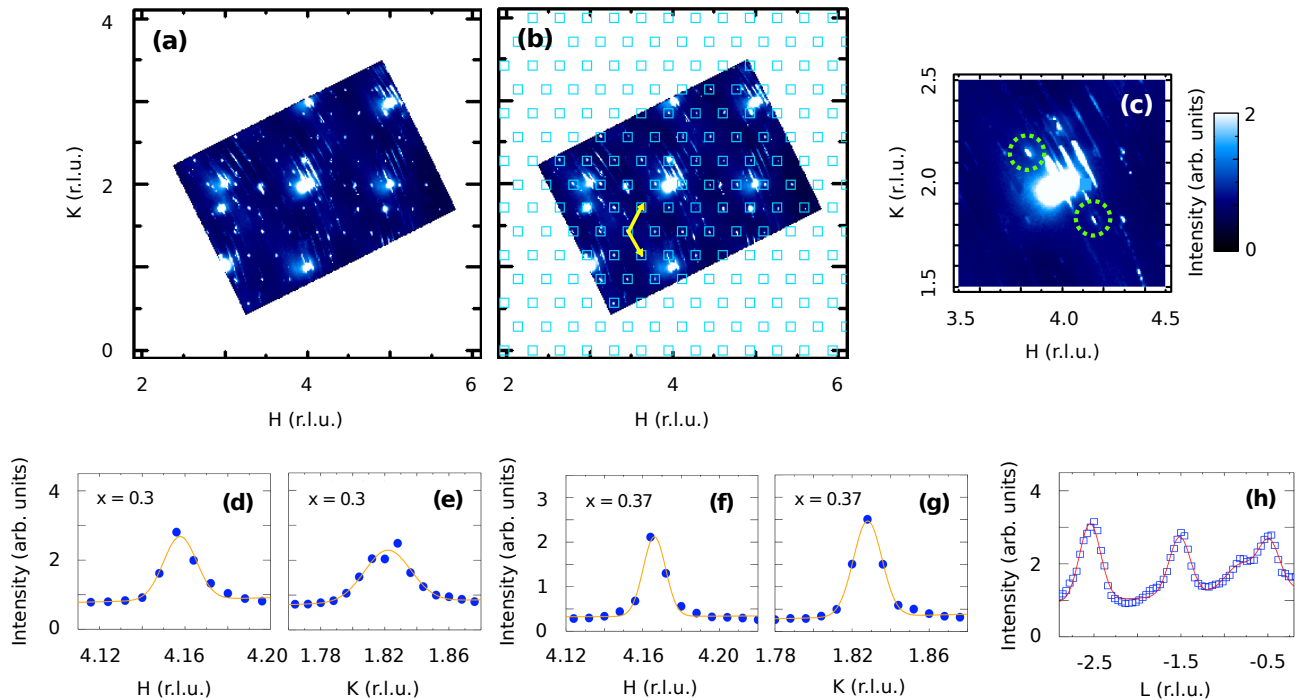 (a)
(b)
(c)
4
2
0
K (r.l.u.)
2
4
6
H (r.l.u.)
2
4
6
H (r.l.u.)
2.5
2.0
1.5
K (r.l.u.)
3.5
4.0
4.5
H (r.l.u.)
2
0
Intensity (arb. units)
(d)
x = 0.3
4
2
0
Intensity (arb. units)
4.12
4.16
4.20
H (r.l.u.)
(e)
x = 0.3
1.78
1.82
1.86
K (r.l.u.)
(f)
x = 0.37
3
2
1
0
Intensity (arb. units)
4.12
4.16
4.20
H (r.l.u.)
(g)
x = 0.37
1.78
1.82
1.86
K (r.l.u.)
(h)
4
2
0
Intensity (arb. units)
-2.5
-1.5
-0.5
L (r.l.u.)